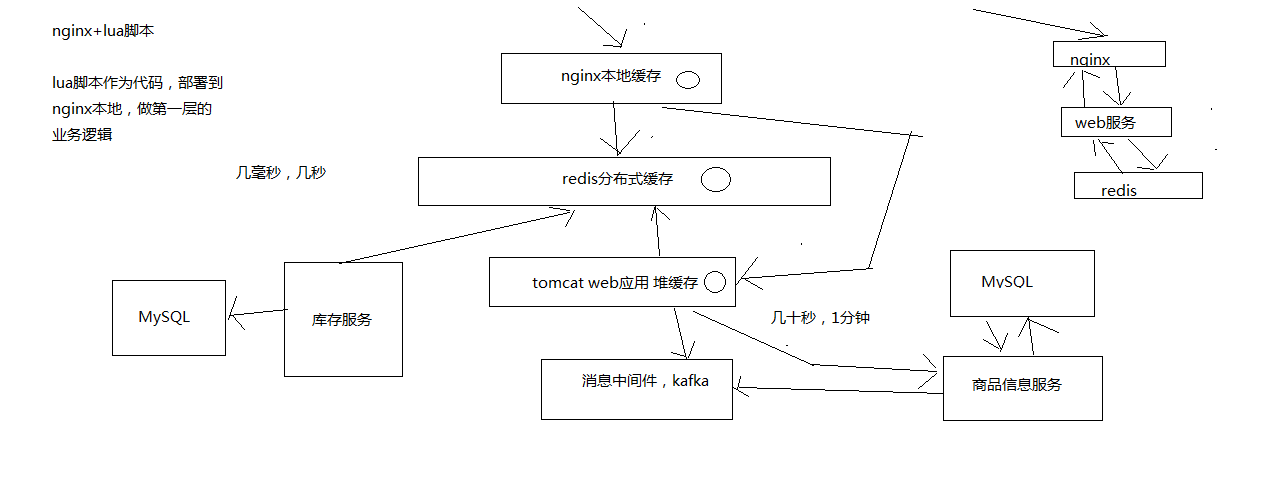 nginx+lua脚本
lua脚本作为代码，部署到
nginx本地，做第一层的
业务逻辑
几毫秒，几秒
nginx本地缓存
redis分布式缓存
tomcat web应用 堆缓存
MySQL
库存服务
几十秒，1分钟
消息中间件，kafka
MySQL
商品信息服务
nginx
web服务
redis